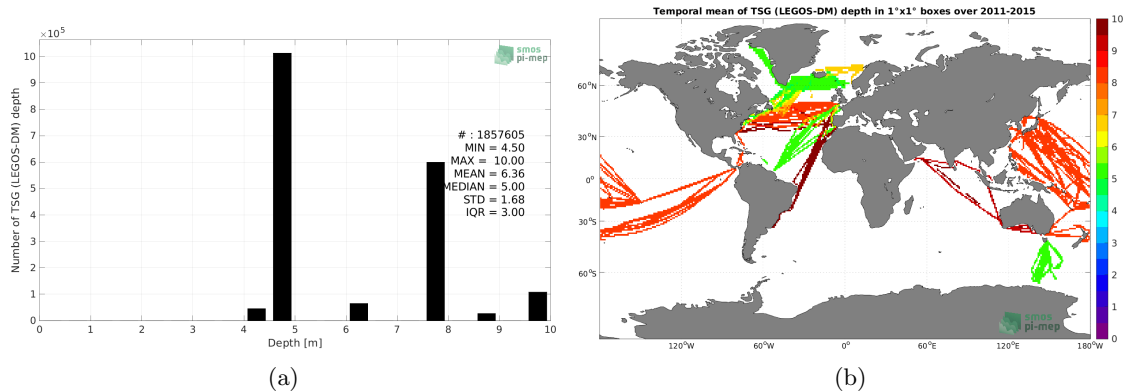 ×10⁵
10
9
8
7
6
5
4
3
2
1
0
Number of TSG (LEGOS-DM) depth
smos
pi-mep
# : 1857605
MIN = 4.50
MAX = 10.00
MEAN = 6.36
MEDIAN = 5.00
STD = 1.68
IQR = 3.00
0 1 2 3 4 5 6 7 8 9 10
Depth [m]
(a)
Temporal mean of TSG (LEGOS-DM) depth in 1°x1° boxes over 2011-2015
60°N
30°N
0°
30°S
60°S
smos
pi-mep
120°W 60°W 0° 60°E 120°E 180°W
10
9
8
7
6
5
4
3
2
1
0
(b)